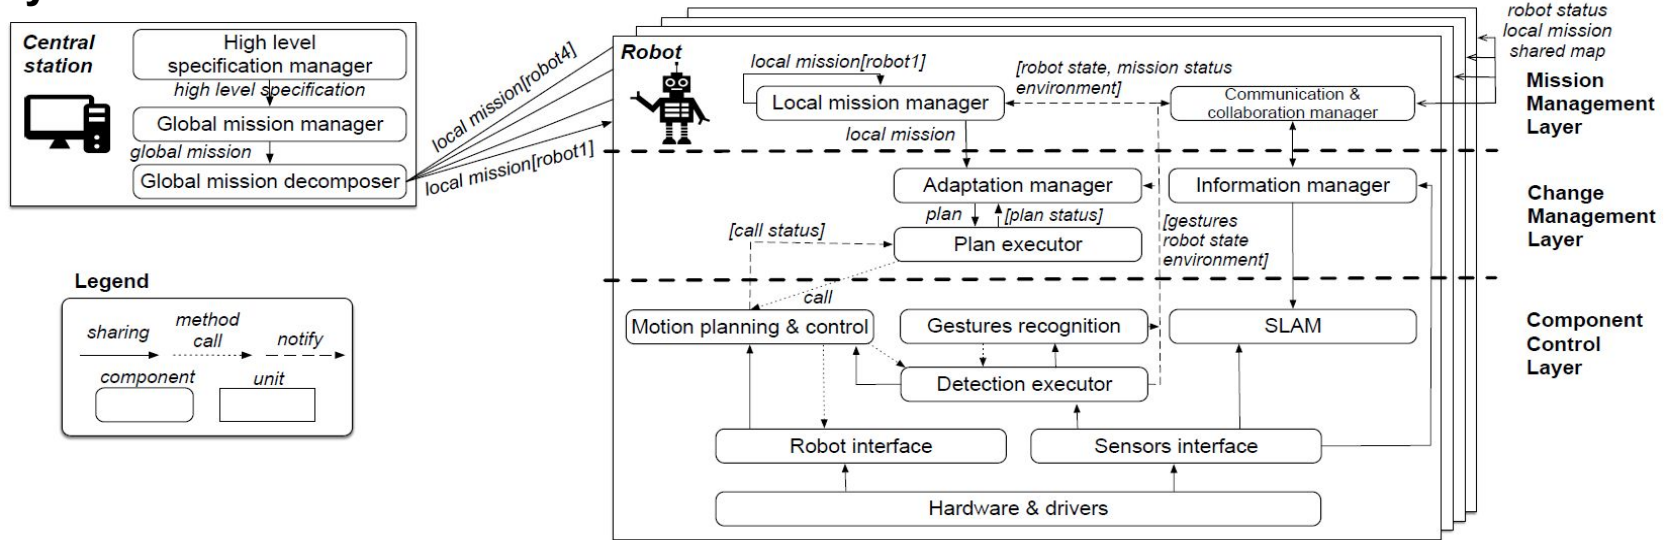 Central
station
High level
specification manager
high level specification
Global mission manager
global mission
Global mission decomposer
local mission[robot4]
local mission[robot1]
Legend
sharing
method
call
notify
component
unit
Robot
local mission[robot1]
Local mission manager
[robot state, mission status
environment]
Communication &
collaboration manager
local mission
robot status
local mission
shared map
Mission
Management
Layer
Adaptation manager
Information manager
plan
[plan status]
Plan executor
[call status]
[gestures
robot state
environment]
Change
Management
Layer
call
Motion planning & control
Gestures recognition
SLAM
Detection executor
Robot interface
Sensors interface
Hardware & drivers
Component
Control
Layer